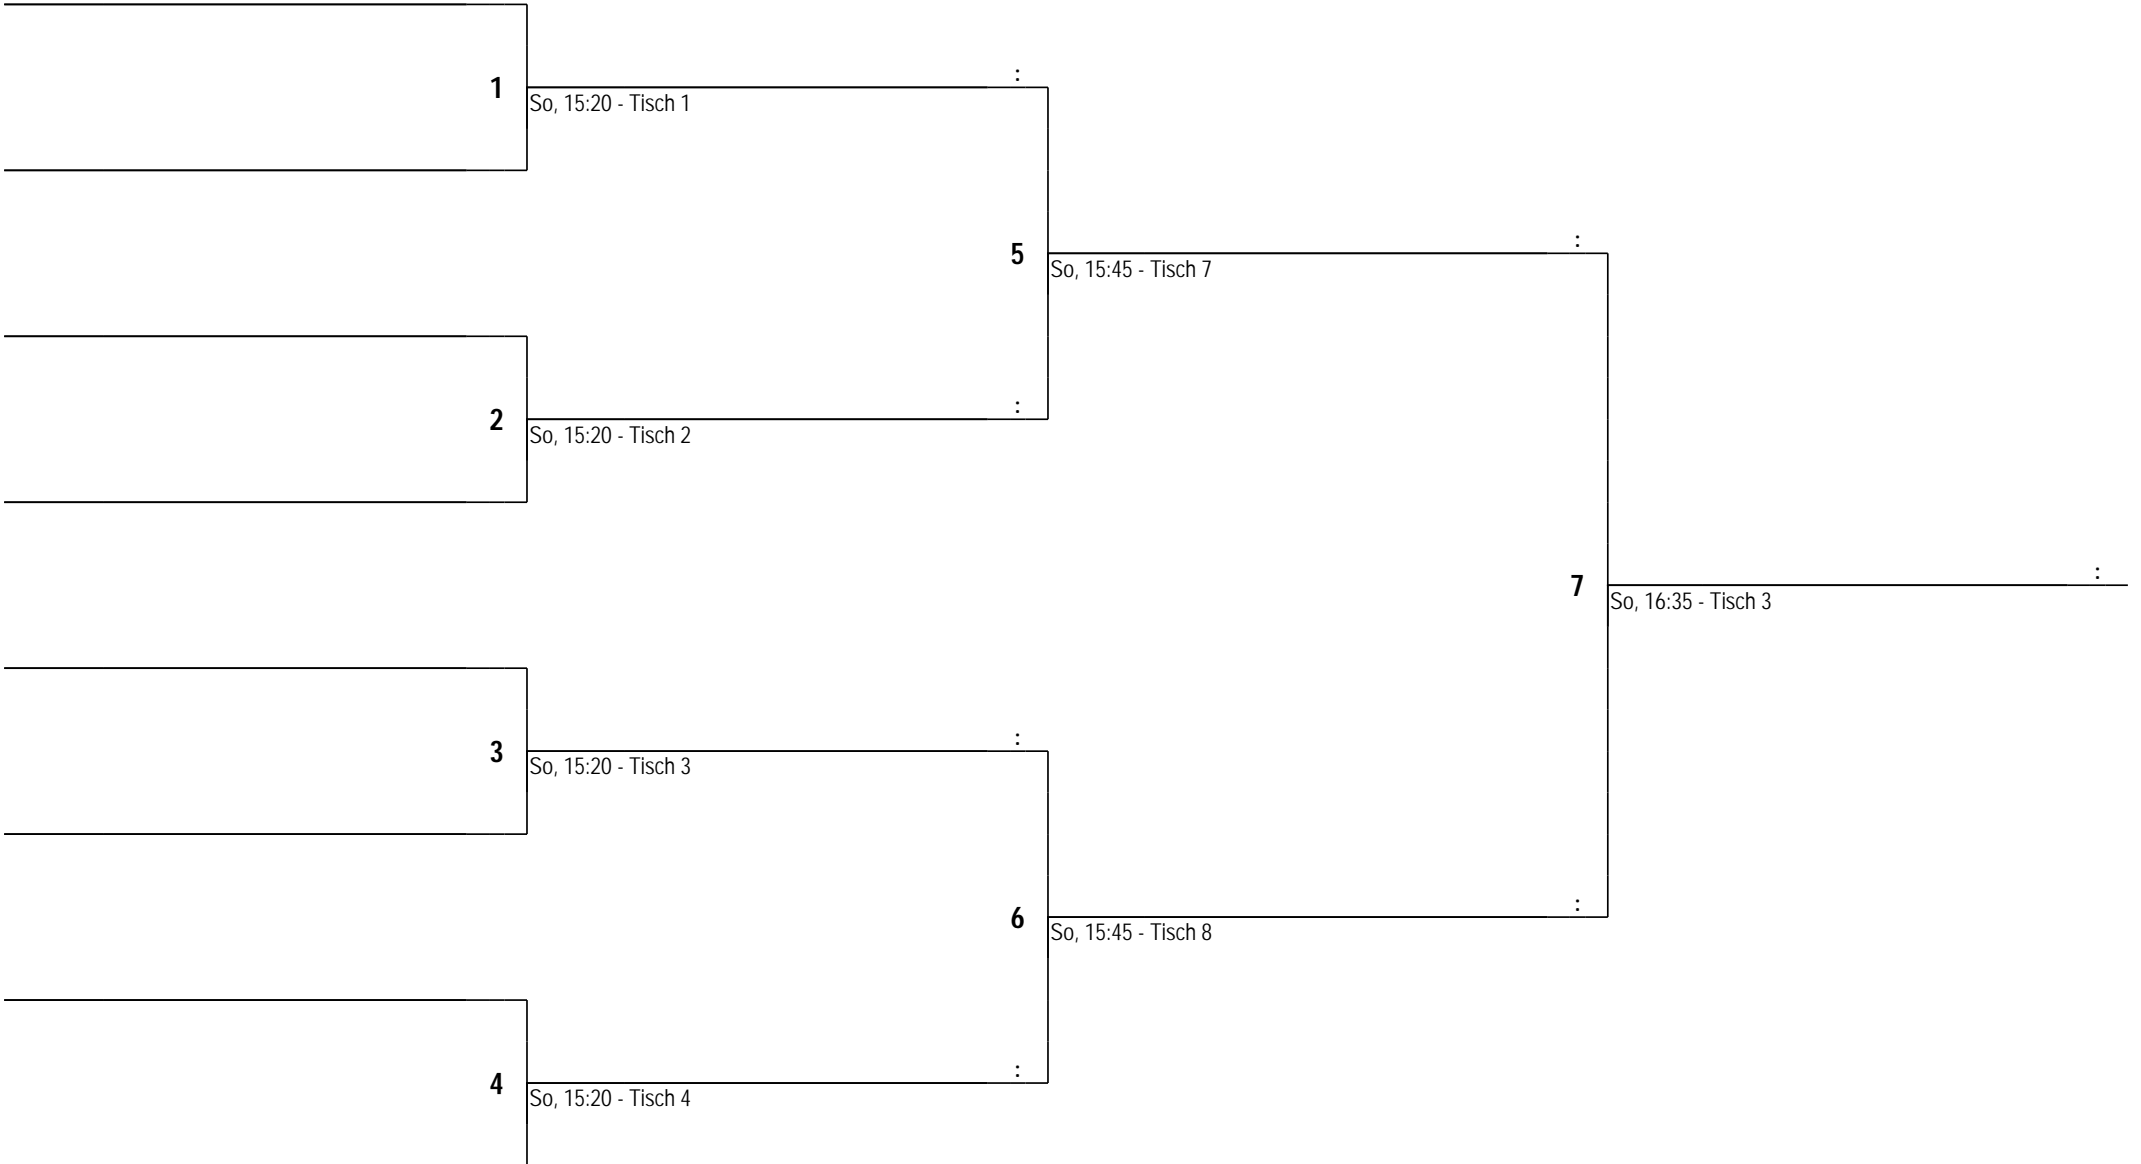 :
1
So, 15:20 - Tisch 1
:
5
So, 15:45 - Tisch 7
:
2
So, 15:20 - Tisch 2
:
7
So, 16:35 - Tisch 3
:
3
So, 15:20 - Tisch 3
:
6
So, 15:45 - Tisch 8
:
4
So, 15:20 - Tisch 4